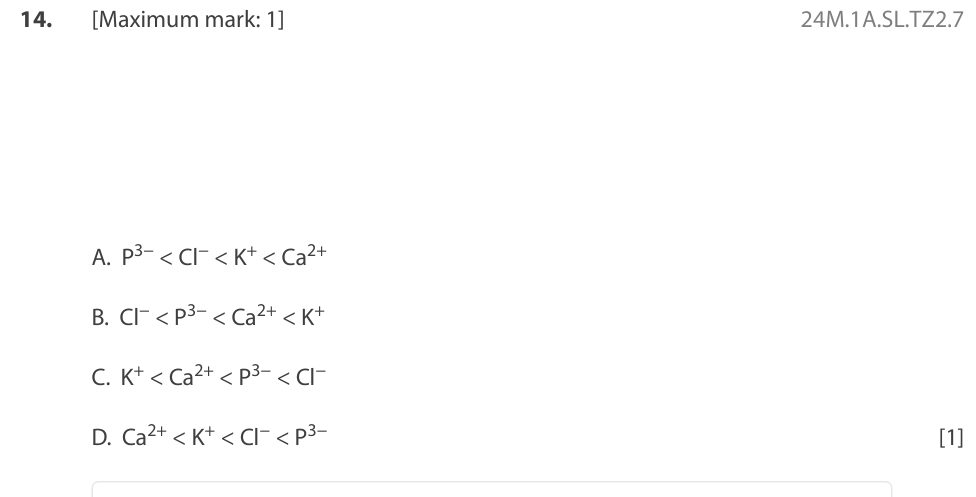 14. [Maximum mark: 1] 24M.1A.SL.TZ2.7
A. P³⁻ < Cl⁻ < K⁺ < Ca²⁺
B. Cl⁻ < P³⁻ < Ca²⁺ < K⁺
C. K⁺ < Ca²⁺ < P³⁻ < Cl⁻
D. Ca²⁺ < K⁺ < Cl⁻ < P³⁻ [1]